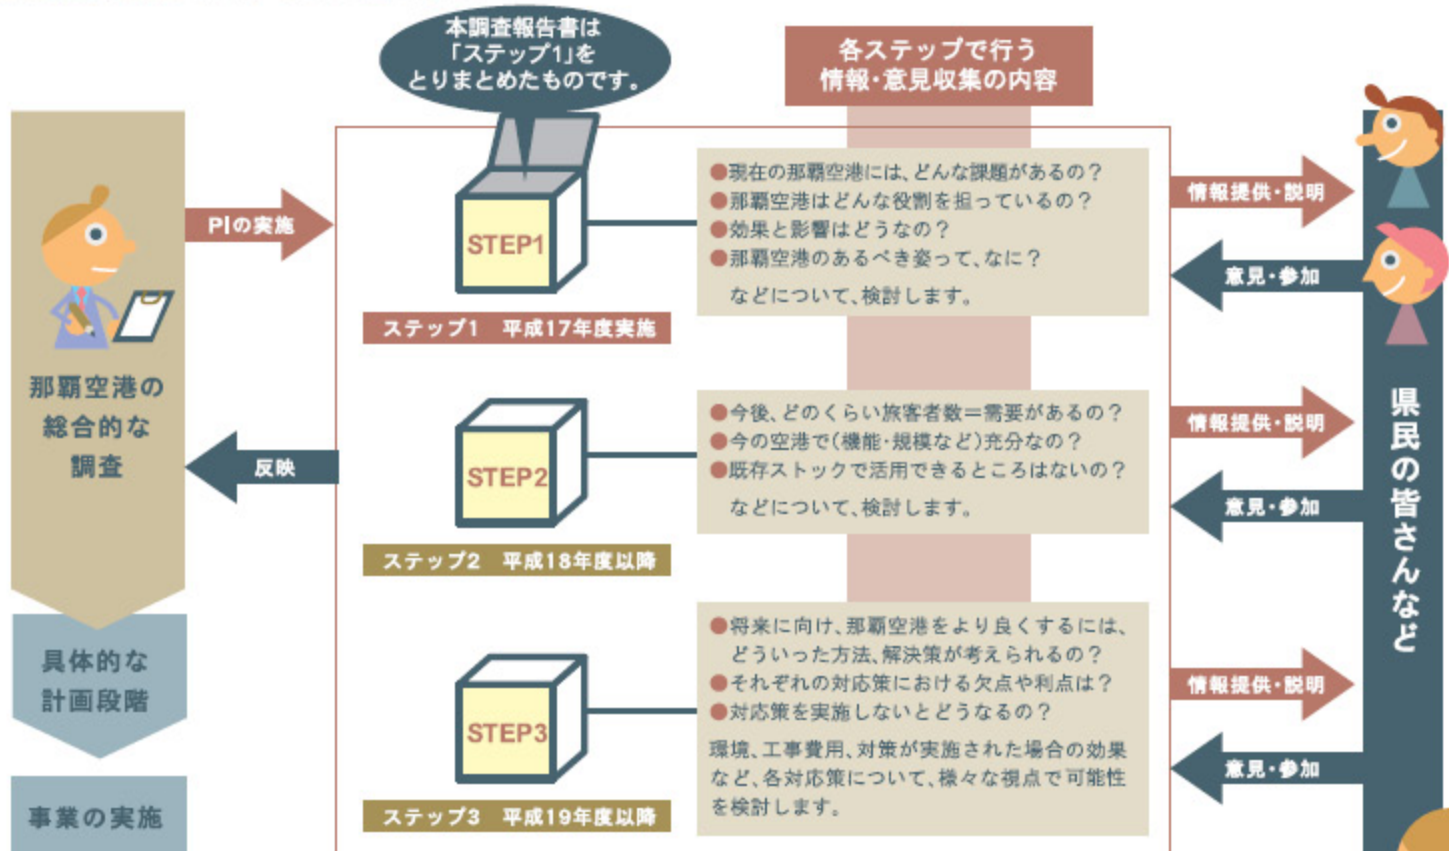 本調査報告書は
「ステップ1」を
とりまとめたものです。
各ステップで行う
情報・意見収集の内容
PIの実施
那覇空港の
総合的な
調査
反映
具体的な
計画段階
事業の実施
STEP1
ステップ1 平成17年度実施
●現在の那覇空港には、どんな課題があるの？
●那覇空港はどんな役割を担っているの？
●効果と影響はどうなの？
●那覇空港のあるべき姿って、なに？
などについて、検討します。
情報提供・説明
意見・参加
STEP2
ステップ2 平成18年度以降
●今後、どのくらい旅客者数＝需要があるの？
●今の空港で(機能・規模など)充分なの？
●既存ストックで活用できるところはないの？
などについて、検討します。
情報提供・説明
意見・参加
STEP3
ステップ3 平成19年度以降
●将来に向け、那覇空港をより良くするには、
どういった方法、解決策が考えられるの？
●それぞれの対応策における欠点や利点は？
●対応策を実施しないとどうなるの？
環境、工事費用、対策が実施された場合の効果
など、各対応策について、様々な視点で可能性
を検討します。
情報提供・説明
意見・参加
県民の皆さんなど